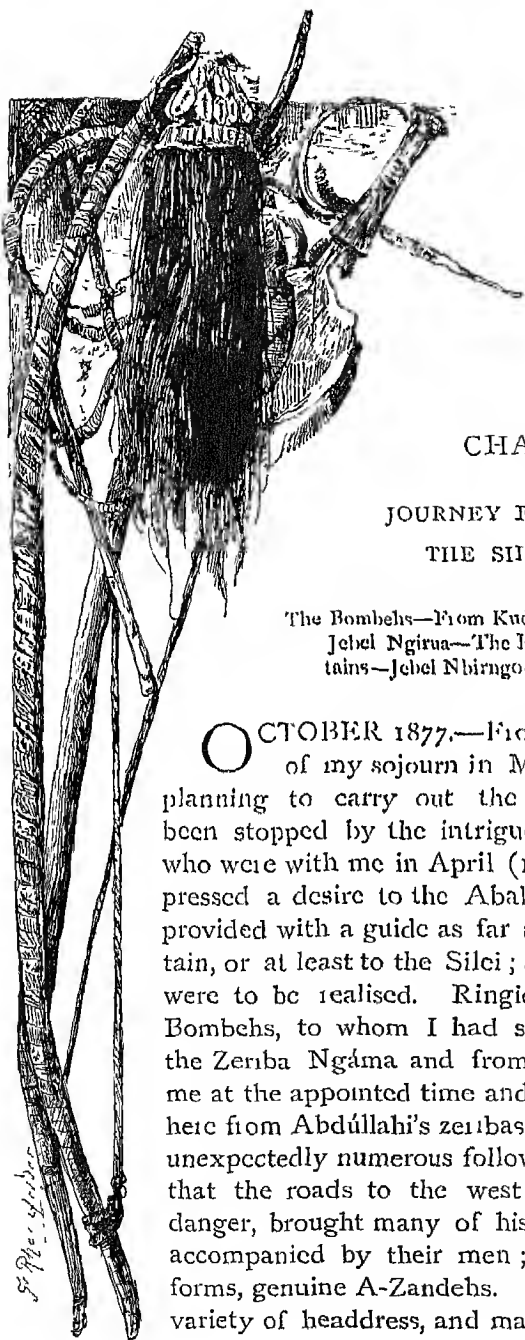 CHA
JOURNEY
THE
The Bombehs—From
Jebel Ngirua—The
tains—Jebel Nbirngo
OCTOBER 1877.—
of my sojourn in M
planning to carry out the
been stopped by the intrigu
who were with me in April (
pressed a desire to the Abal
provided with a guide as far
tain, or at least to the Silei;
were to be realised. Ringi
Bombehs, to whom I had s
the Zeriba Ngáma and from
me at the appointed time and
here from Abdúllahi's zeribas
unexpectedly numerous follow
that the roads to the west
danger, brought many of his
accompanied by their men;
forms, genuine A-Zandehs.
variety of headdress, and ma